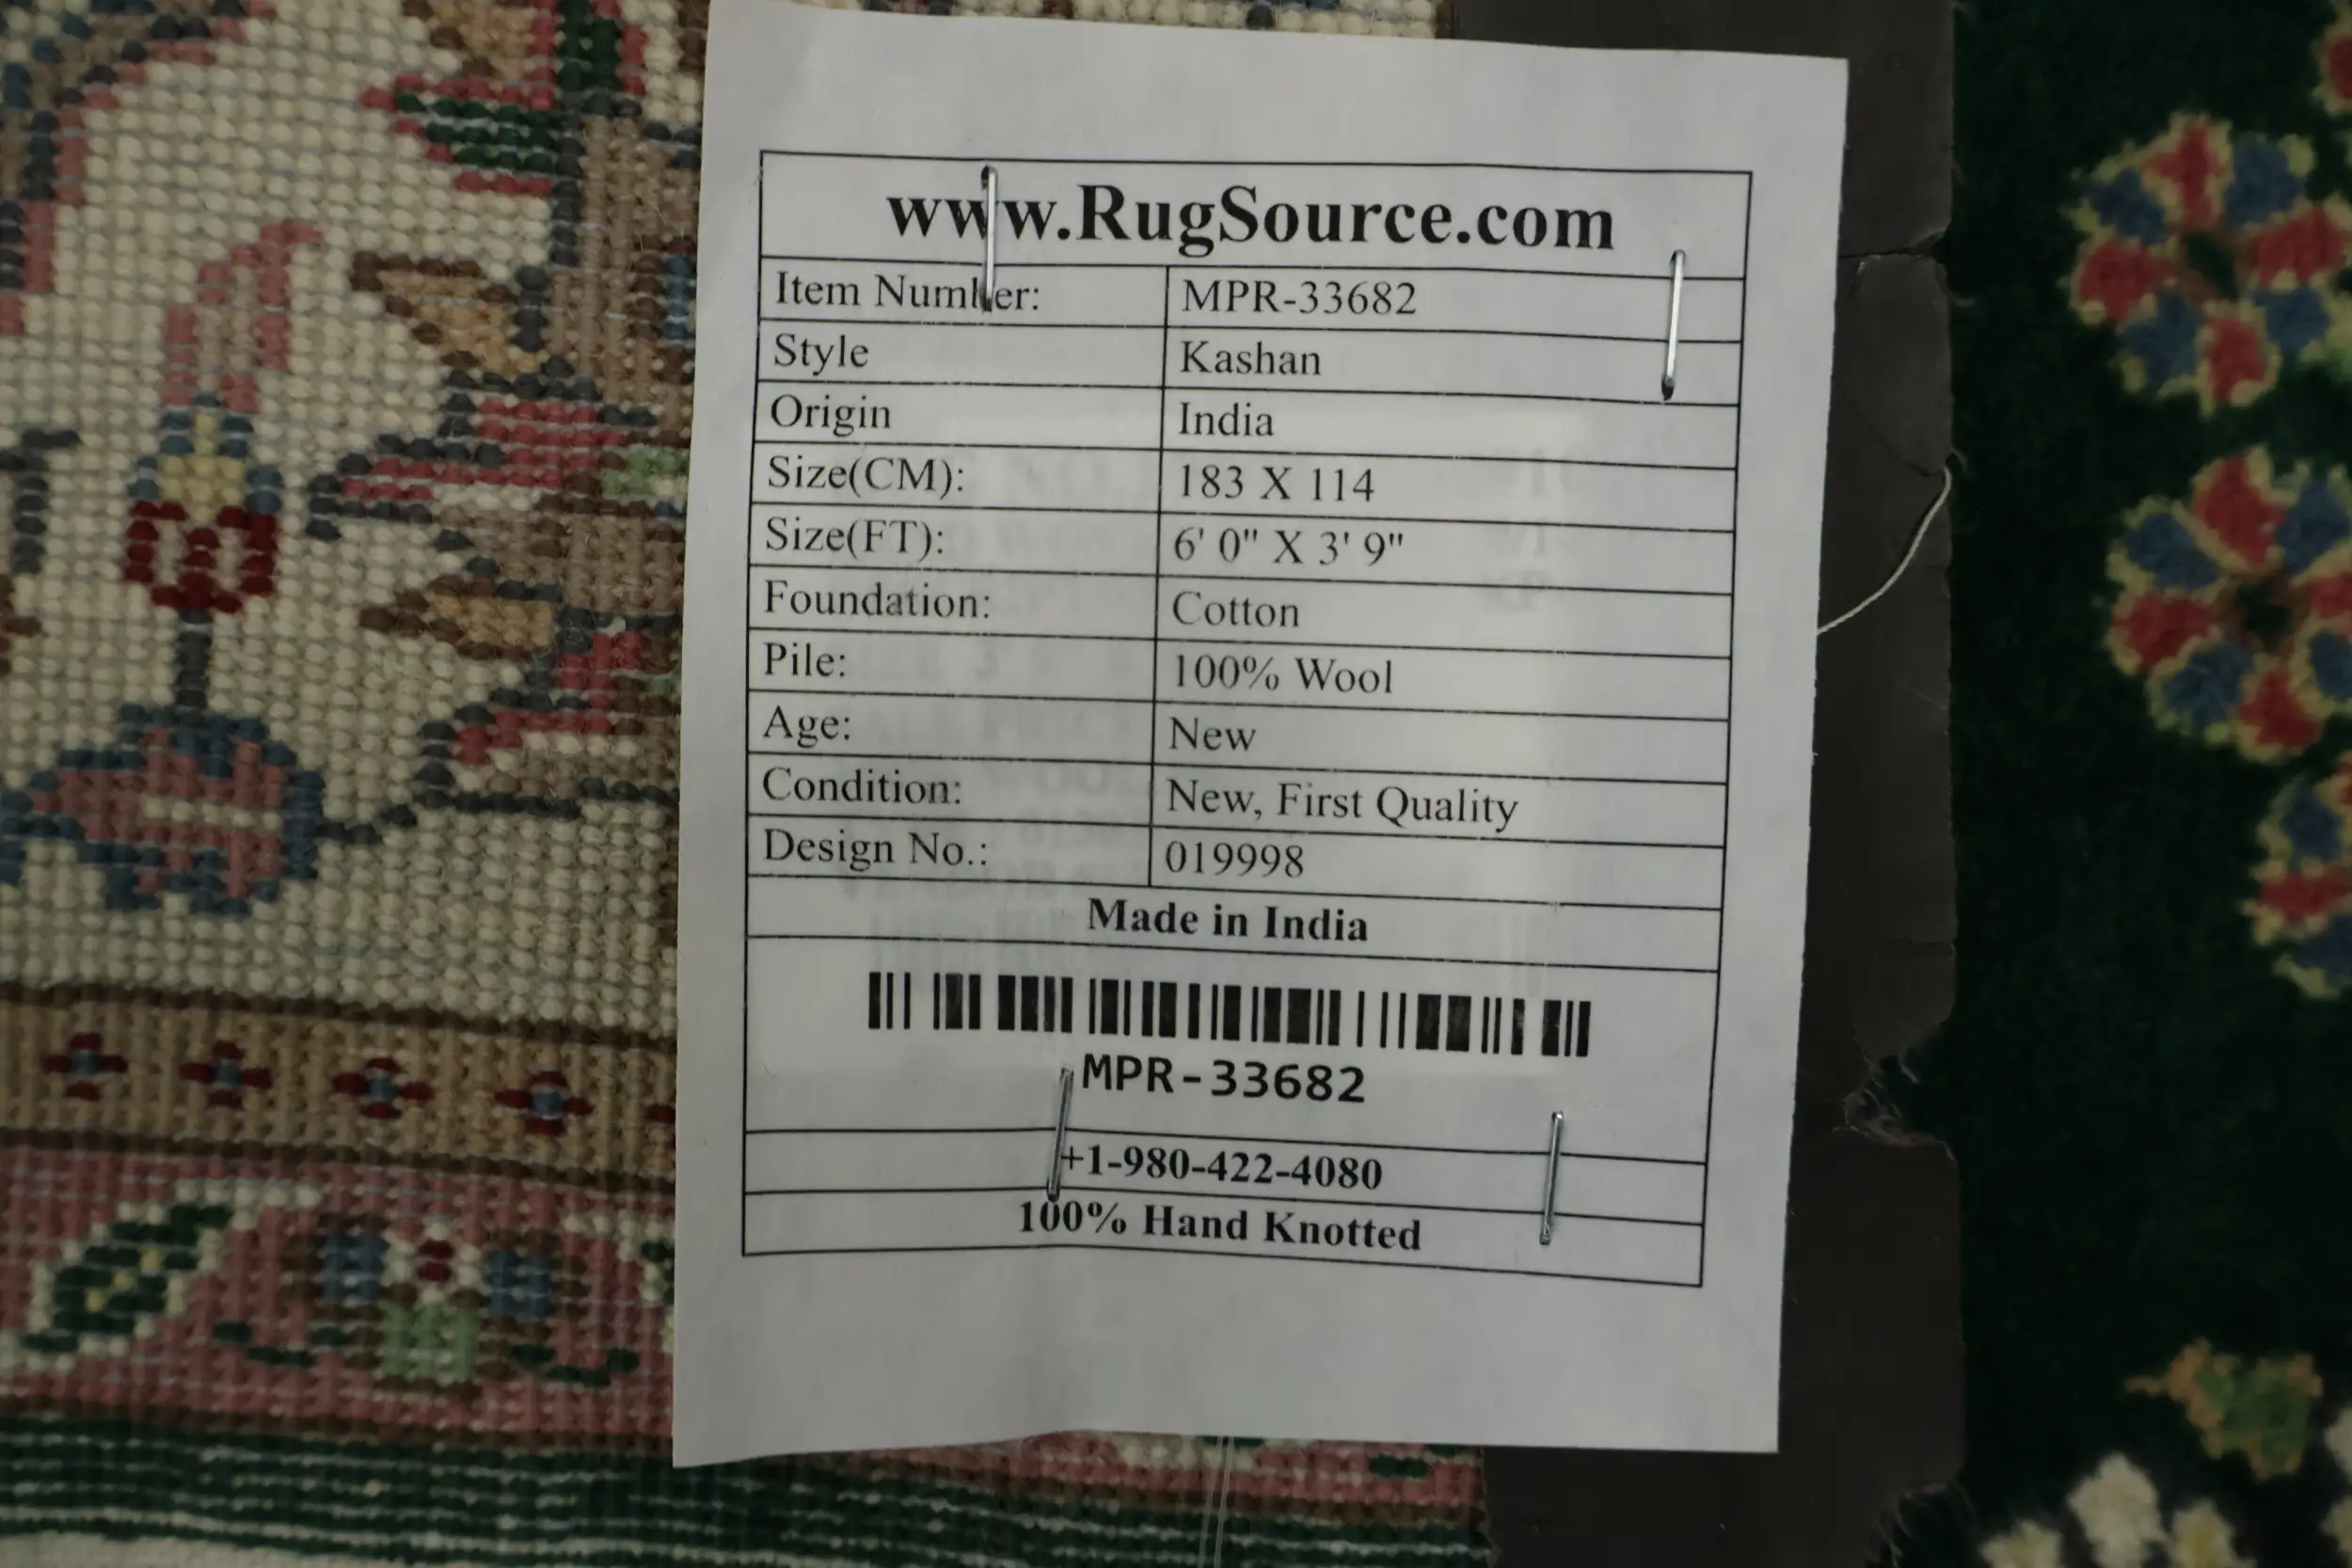 www.RugSource.com
Item Number: MPR-33682
Style Kashan
Origin India
Size(CM): 183 X 114
Size(FT): 6' 0" X 3' 9"
Foundation: Cotton
Pile: 100% Wool
Age: New
Condition: New, First Quality
Design No.: 019998
Made in India
MPR-33682
+1-980-422-4080
100% Hand Knotted